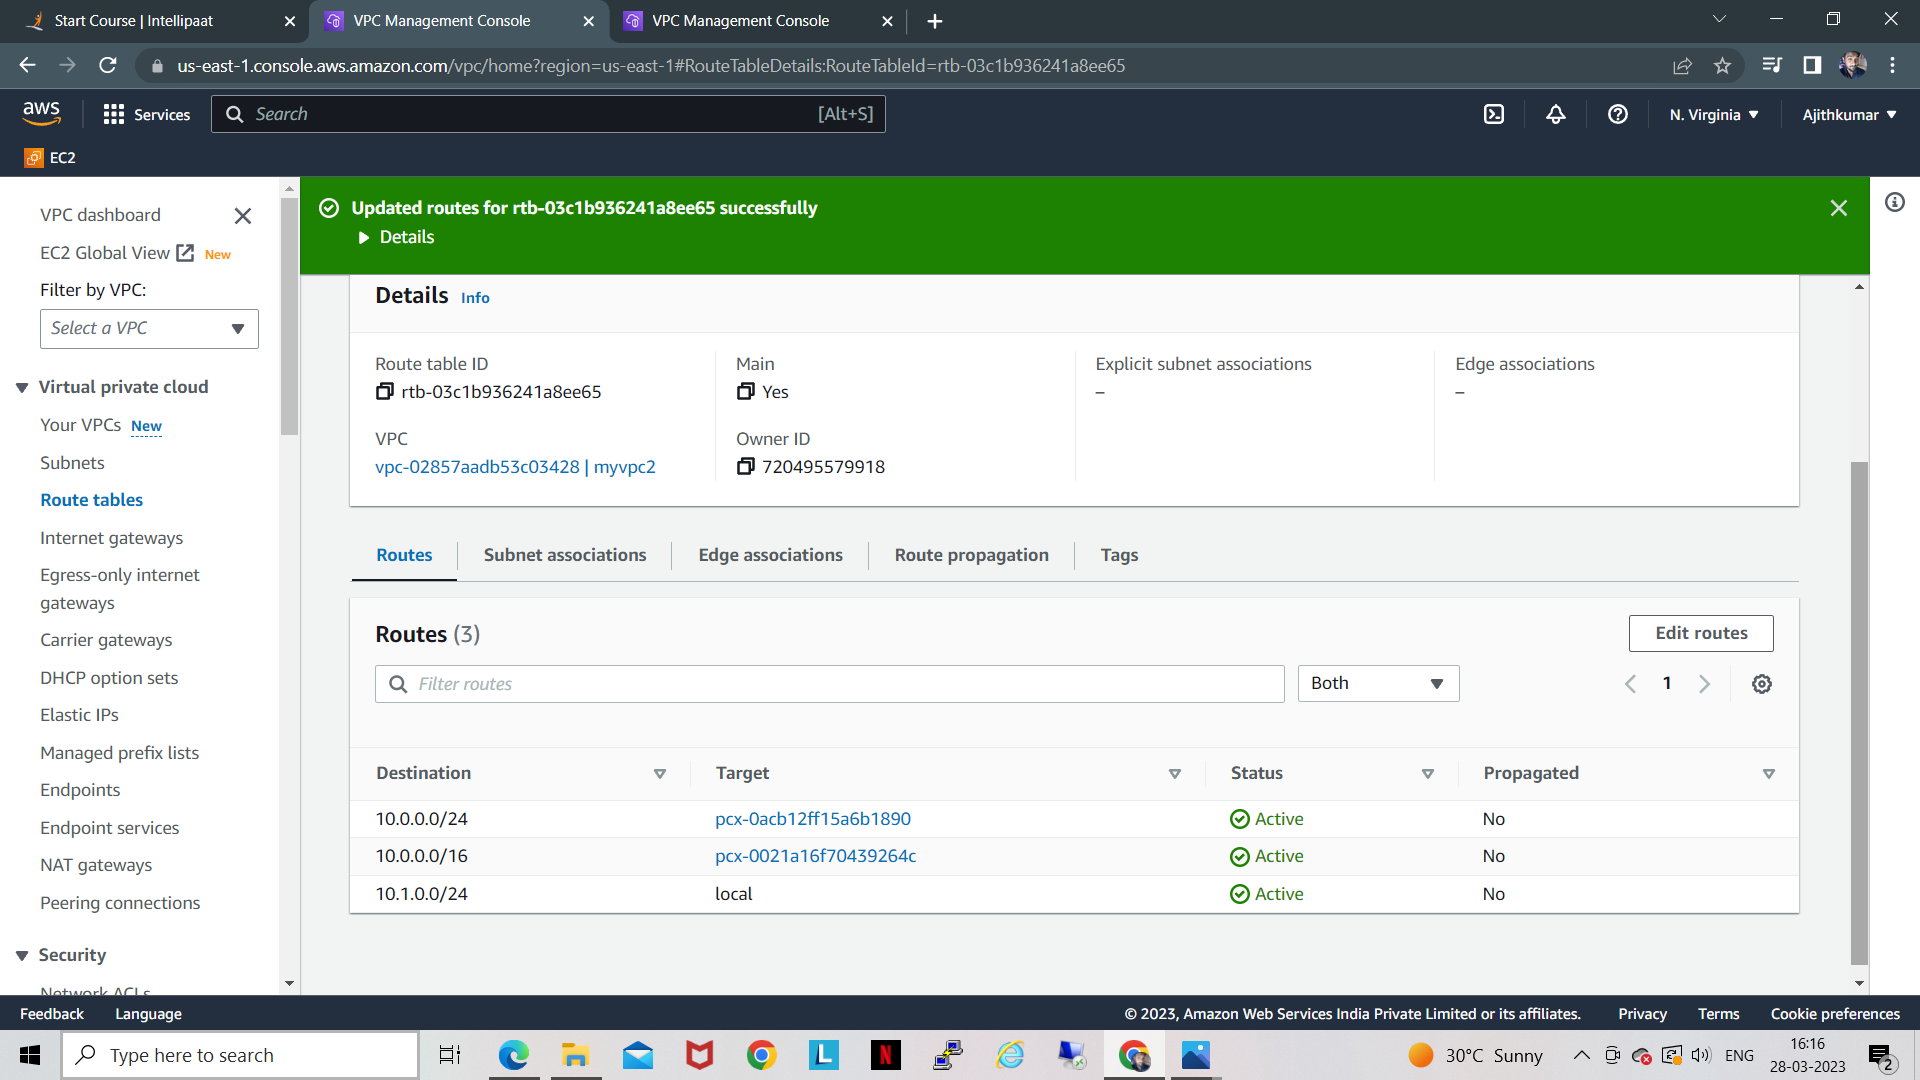 Start Course | Intellipaat
VPC Management Console
VPC Management Console
us-east-1.console.aws.amazon.com/vpc/home?region=us-east-1#RouteTableDetails:RouteTableId=rtb-03c1b936241a8ee65
aws
Services
Search
[Alt+S]
N. Virginia
Ajithkumar
EC2
VPC dashboard
EC2 Global View New
Filter by VPC:
Select a VPC
Virtual private cloud
Your VPCs New
Subnets
Route tables
Internet gateways
Egress-only internet
gateways
Carrier gateways
DHCP option sets
Elastic IPs
Managed prefix lists
Endpoints
Endpoint services
NAT gateways
Peering connections
Security
Network ACLs
Updated routes for rtb-03c1b936241a8ee65 successfully
Details
Details Info
Route table ID
rtb-03c1b936241a8ee65
Main
Yes
Explicit subnet associations
–
Edge associations
–
VPC
vpc-02857aadb53c03428 | myvpc2
Owner ID
720495579918
Routes
Subnet associations
Edge associations
Route propagation
Tags
Routes (3)
Edit routes
Filter routes
Both
1
Destination Target Status Propagated
10.0.0.0/24 pcx-0acb12ff15a6b1890 Active No
10.0.0.0/16 pcx-0021a16f70439264c Active No
10.1.0.0/24 local Active No
Feedback
Language
© 2023, Amazon Web Services India Private Limited or its affiliates.
Privacy
Terms
Cookie preferences
Type here to search
L
N
30°C Sunny
ENG
16:16
28-03-2023
2